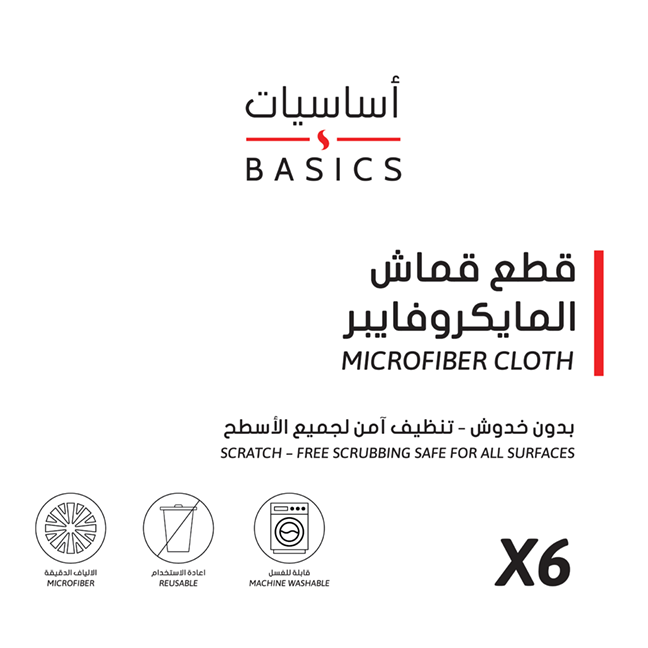 أساسيات
BASICS
قطع قماش
المايكروفايبر
MICROFIBER CLOTH
بدون خدوش - تنظيف آمن لجميع الأسطح
SCRATCH – FREE SCRUBBING SAFE FOR ALL SURFACES
الالياف الدقيقة
MICROFIBER
اعادة الاستخدام
REUSABLE
قابلة للغسل
MACHINE WASHABLE
X6